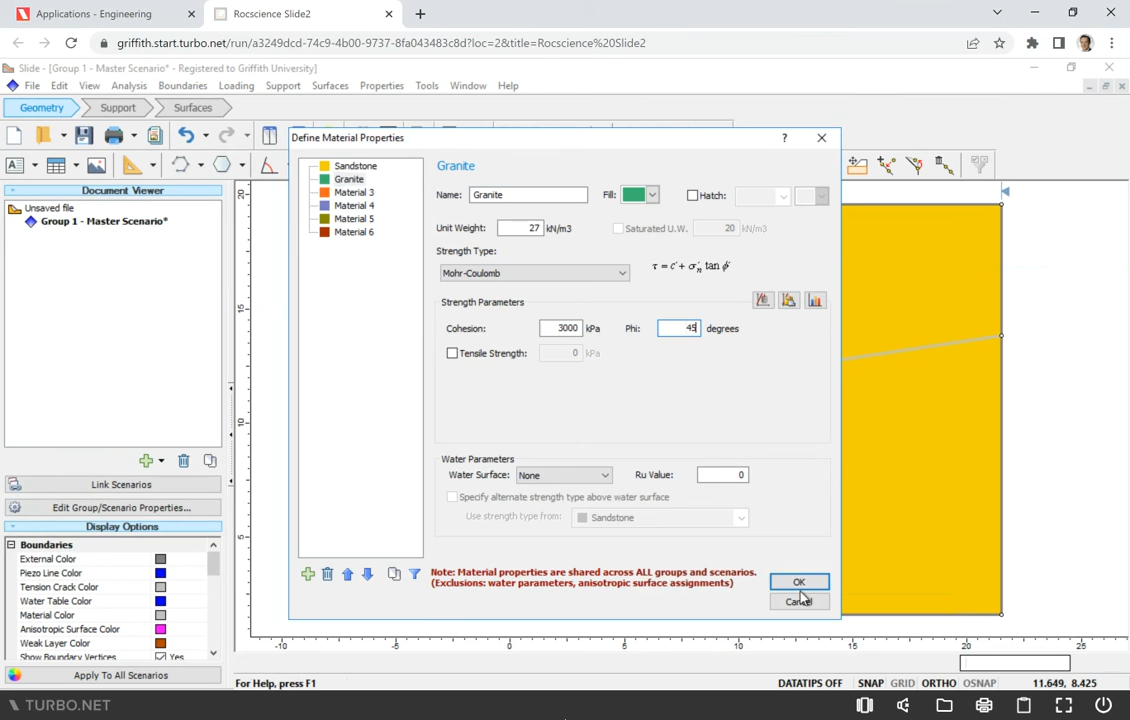 Applications - Engineering
Rocscience Slide2
griffith.start.turbo.net/run/a3249dcd-74c9-4b00-9737-8fa043483c8d?loc=2&title=Rocscience%20Slide2
Slide - [Group 1 - Master Scenario* - Registered to Griffith University]
File Edit View Analysis Boundaries Loading Support Surfaces Properties Tools Window Help
Geometry Support Surfaces
Define Material Properties
Document Viewer
Unsaved file
Group 1 - Master Scenario*
Link Scenarios
Edit Group/Scenario Properties...
Display Options
Boundaries
External Color
Piezo Line Color
Tension Crack Color
Water Table Color
Material Color
Anisotropic Surface Color
Weak Layer Color
Show Boundary Vertices Yes
Apply To All Scenarios
Sandstone
Granite
Material 3
Material 4
Material 5
Material 6
Granite
Name: Granite Fill: Hatch:
Unit Weight: 27 kN/m3 Saturated U.W. 20 kN/m3
Strength Type:
Mohr-Coulomb
τ = c' + σ'n tan ϕ'
Strength Parameters
Cohesion: 3000 kPa Phi: 45 degrees
Tensile Strength: 0 kPa
Water Parameters
Water Surface: None Ru Value: 0
Specify alternate strength type above water surface
Use strength type from: Sandstone
Note: Material properties are shared across ALL groups and scenarios.
(Exclusions: water parameters, anisotropic surface assignments)
OK
Cancel
20
15
10
5
-10 -5 0 5 10 15 20 25
For Help, press F1
DATATIPS OFF SNAP GRID ORTHO OSNAP 11.649, 8.425
TURBO.NET